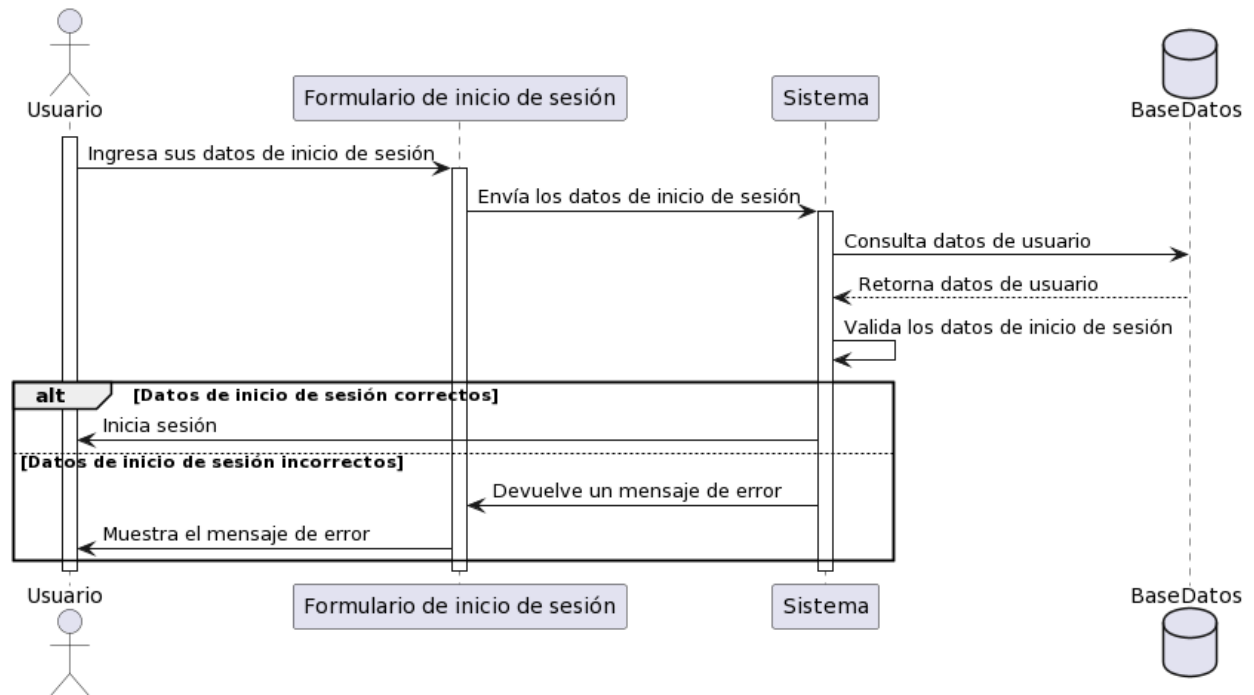 Usuario
Formulario de inicio de sesión
Sistema
BaseDatos
Ingresa sus datos de inicio de sesión
Envía los datos de inicio de sesión
Consulta datos de usuario
Retorna datos de usuario
Valida los datos de inicio de sesión
alt
[Datos de inicio de sesión correctos]
Inicia sesión
[Datos de inicio de sesión incorrectos]
Devuelve un mensaje de error
Muestra el mensaje de error
Usuario
Formulario de inicio de sesión
Sistema
BaseDatos